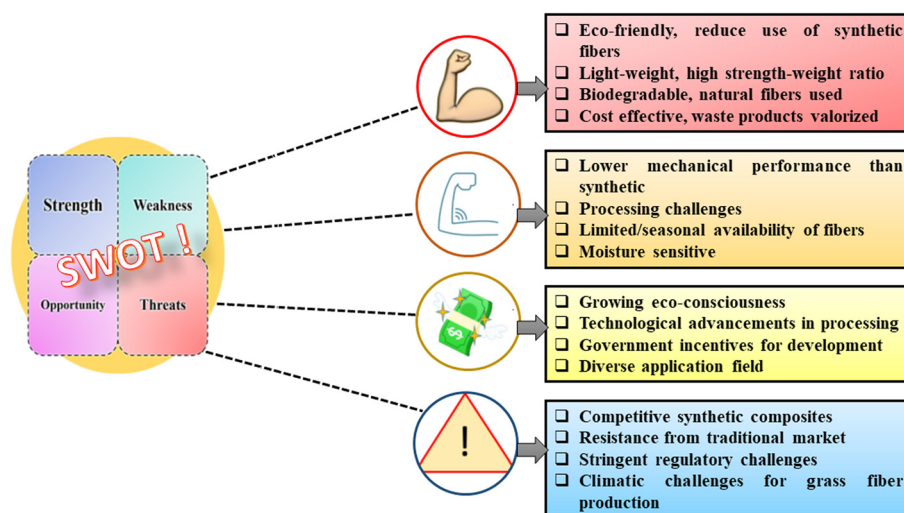 Strength
Weakness
SWOT !
Opportunity
Threats
❑ Eco-friendly, reduce use of synthetic
fibers
❑ Light-weight, high strength-weight ratio
❑ Biodegradable, natural fibers used
❑ Cost effective, waste products valorized
❑ Lower mechanical performance than
synthetic
❑ Processing challenges
❑ Limited/seasonal availability of fibers
❑ Moisture sensitive
❑ Growing eco-consciousness
❑ Technological advancements in processing
❑ Government incentives for development
❑ Diverse application field
!
❑ Competitive synthetic composites
❑ Resistance from traditional market
❑ Stringent regulatory challenges
❑ Climatic challenges for grass fiber
production